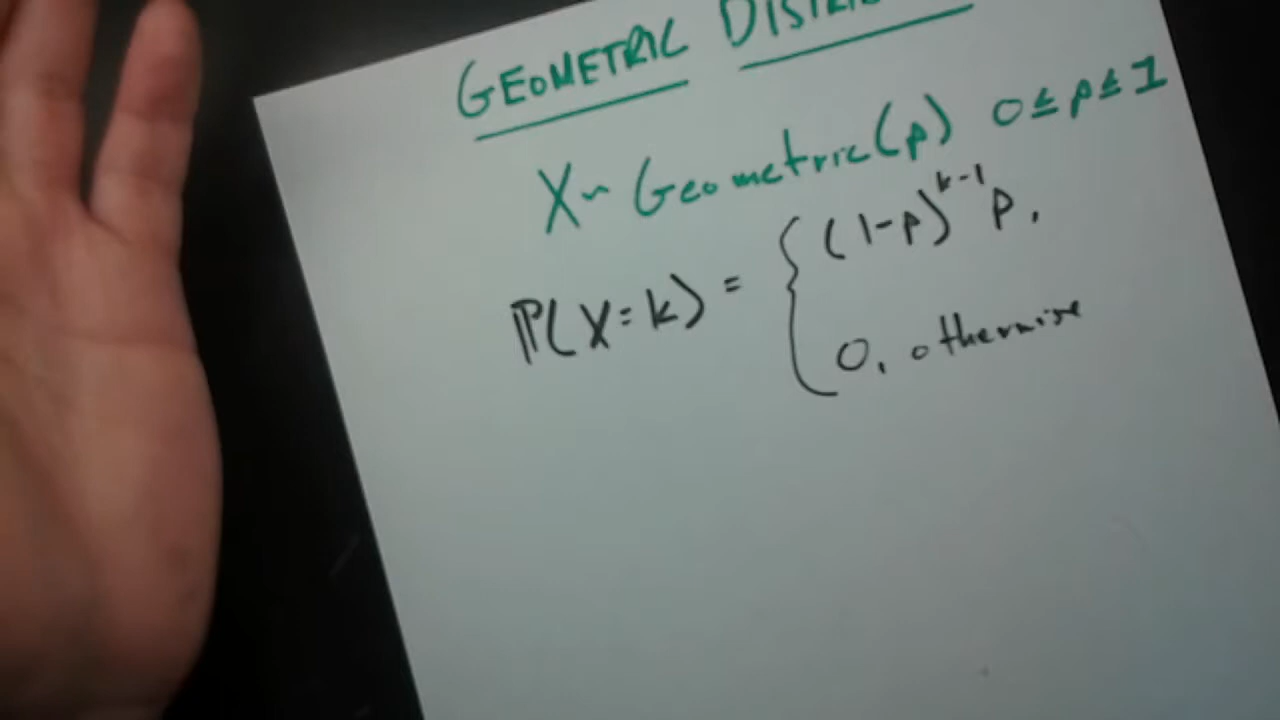 GEOMETRIC
X ~ Geometric(p) 0 ≤ p ≤ 1
ℙ(X = k) = { (1-p)^{k-1} p,
0, otherwise